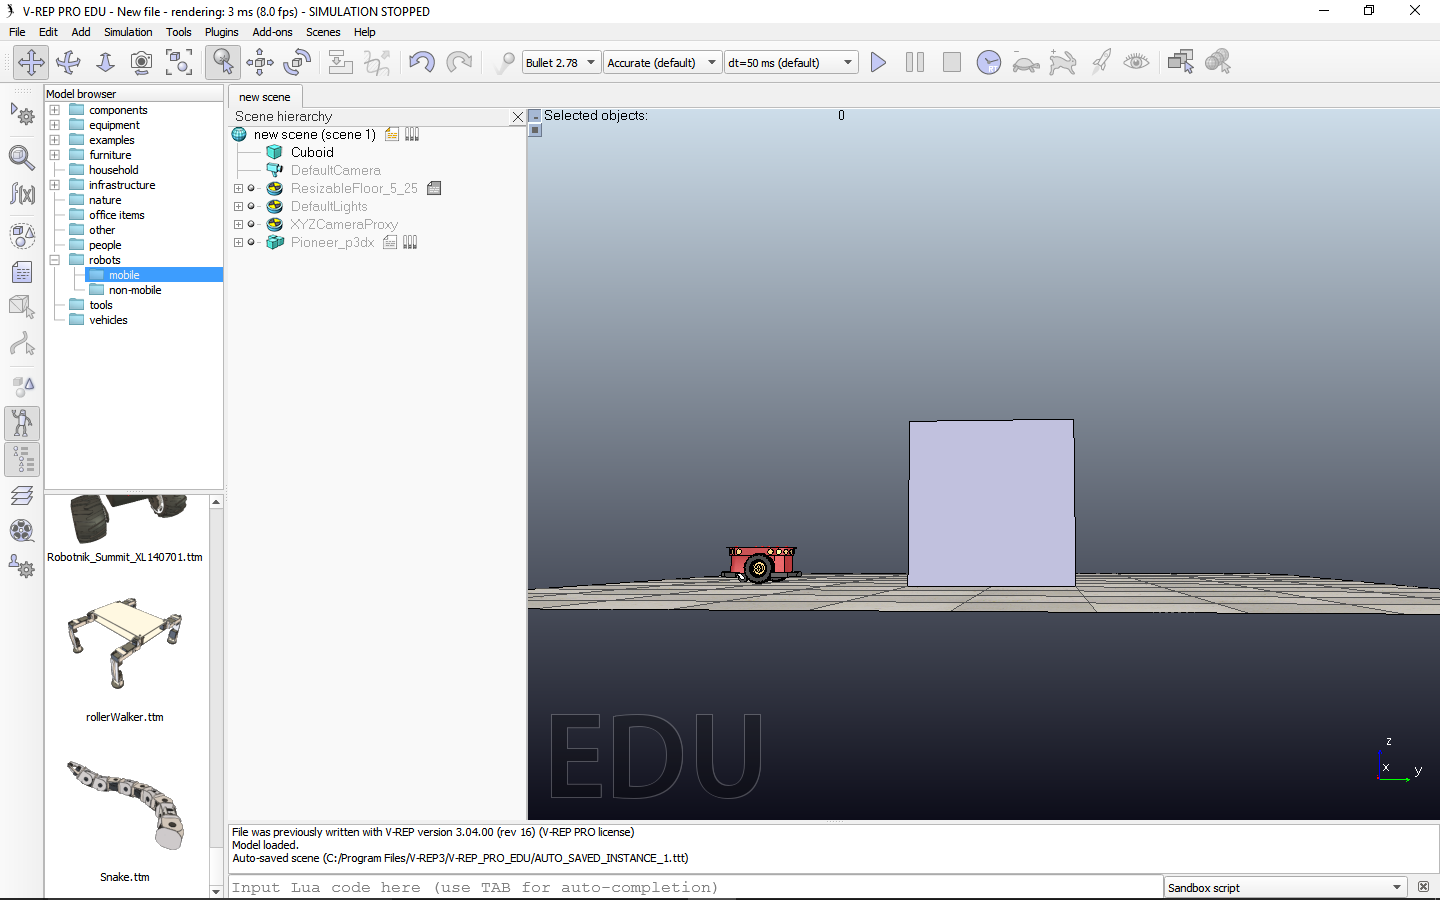 V-REP PRO EDU - New file - rendering: 3 ms (8.0 fps) - SIMULATION STOPPED
File Edit Add Simulation Tools Plugins Add-ons Scenes Help
Bullet 2.78 Accurate (default) dt=50 ms (default)
Model browser
components
equipment
examples
furniture
household
infrastructure
nature
office items
other
people
robots
mobile
non-mobile
tools
vehicles
Robotnik_Summit_XL140701.ttm
rollerWalker.ttm
Snake.ttm
new scene
Scene hierarchy
new scene (scene 1)
Cuboid
DefaultCamera
ResizableFloor_5_25
DefaultLights
XYZCameraProxy
Pioneer_p3dx
Selected objects: 0
EDU
z
x
y
File was previously written with V-REP version 3.04.00 (rev 16) (V-REP PRO license)
Model loaded.
Auto-saved scene (C:/Program Files/V-REP3/V-REP_PRO_EDU/AUTO_SAVED_INSTANCE_1.ttt)
Input Lua code here (use TAB for auto-completion)
Sandbox script